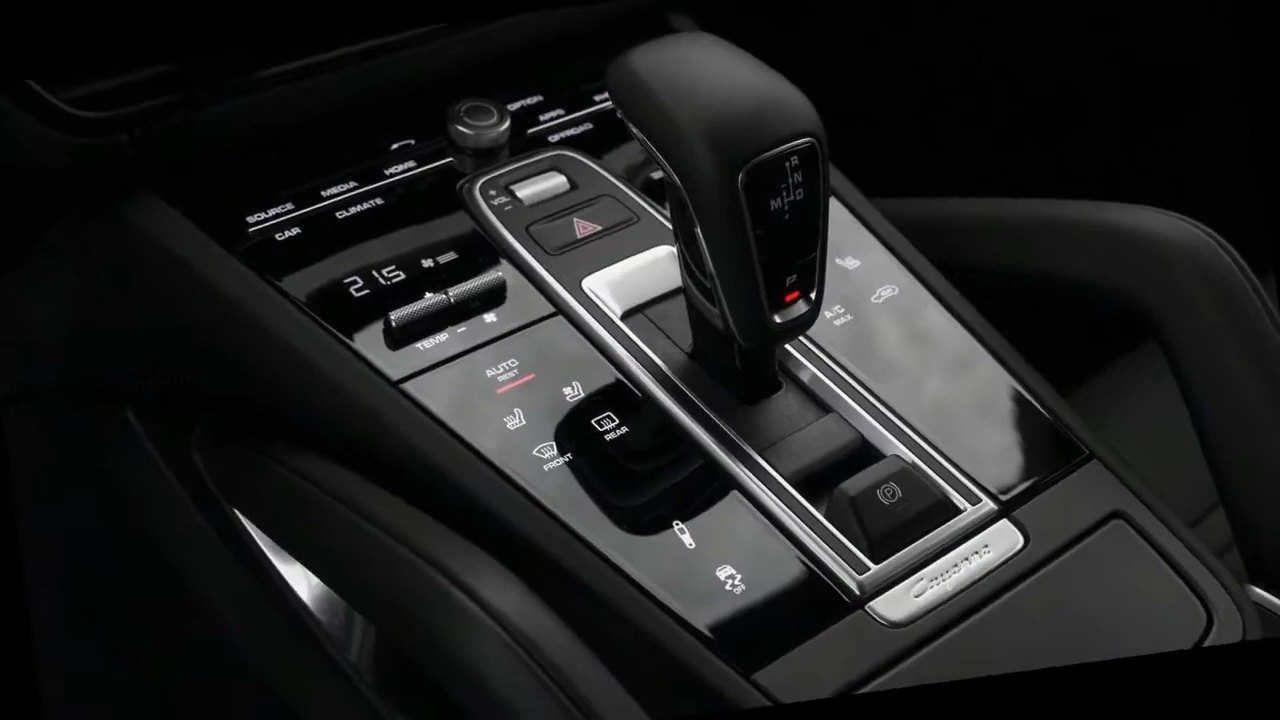 OPTION
APPS
OFFROAD
HOME
MEDIA
SOURCE
CLIMATE
CAR
+
VOL
−
21.5
TEMP −
R
N
M D
P
A/C
MAX
AUTO
REST
REAR
FRONT
OFF
P
Cayenne